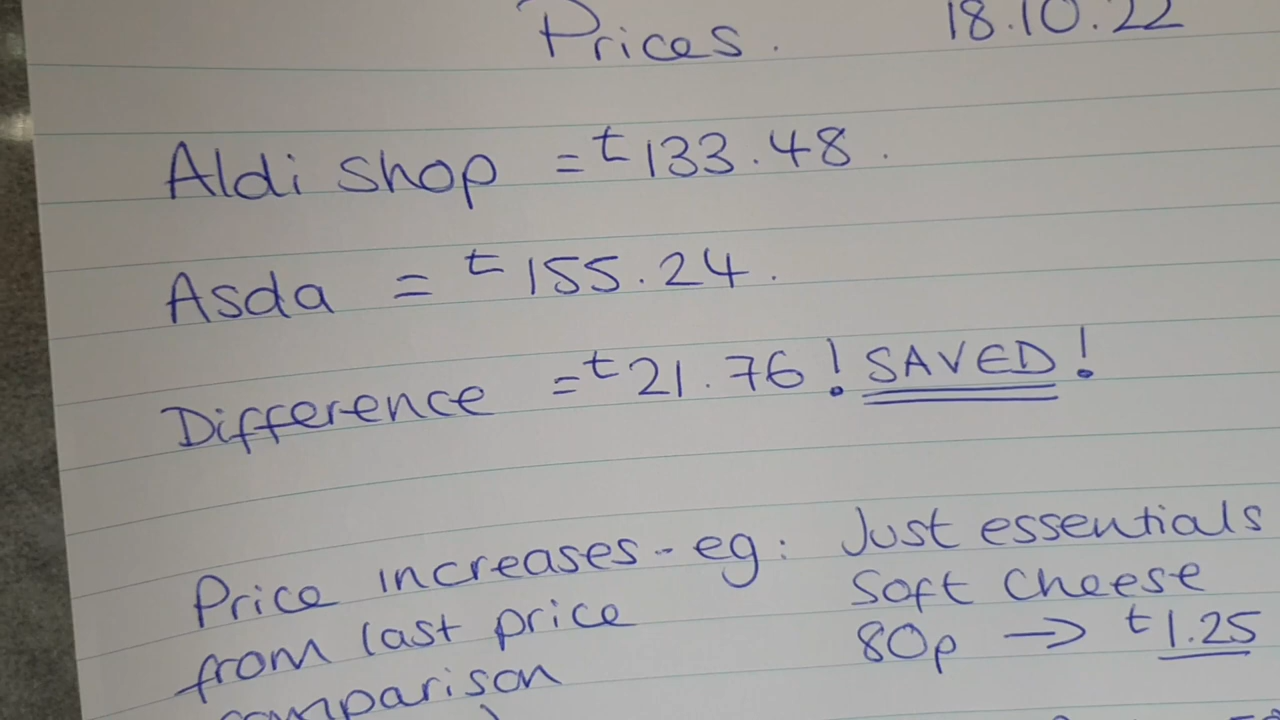 Prices. 18.10.22
Aldi shop = £133.48.
Asda = £155.24.
Difference = £21.76! SAVED!
Price increases - eg: Just essentials
from last price Soft Cheese
comparison 80p → £1.25